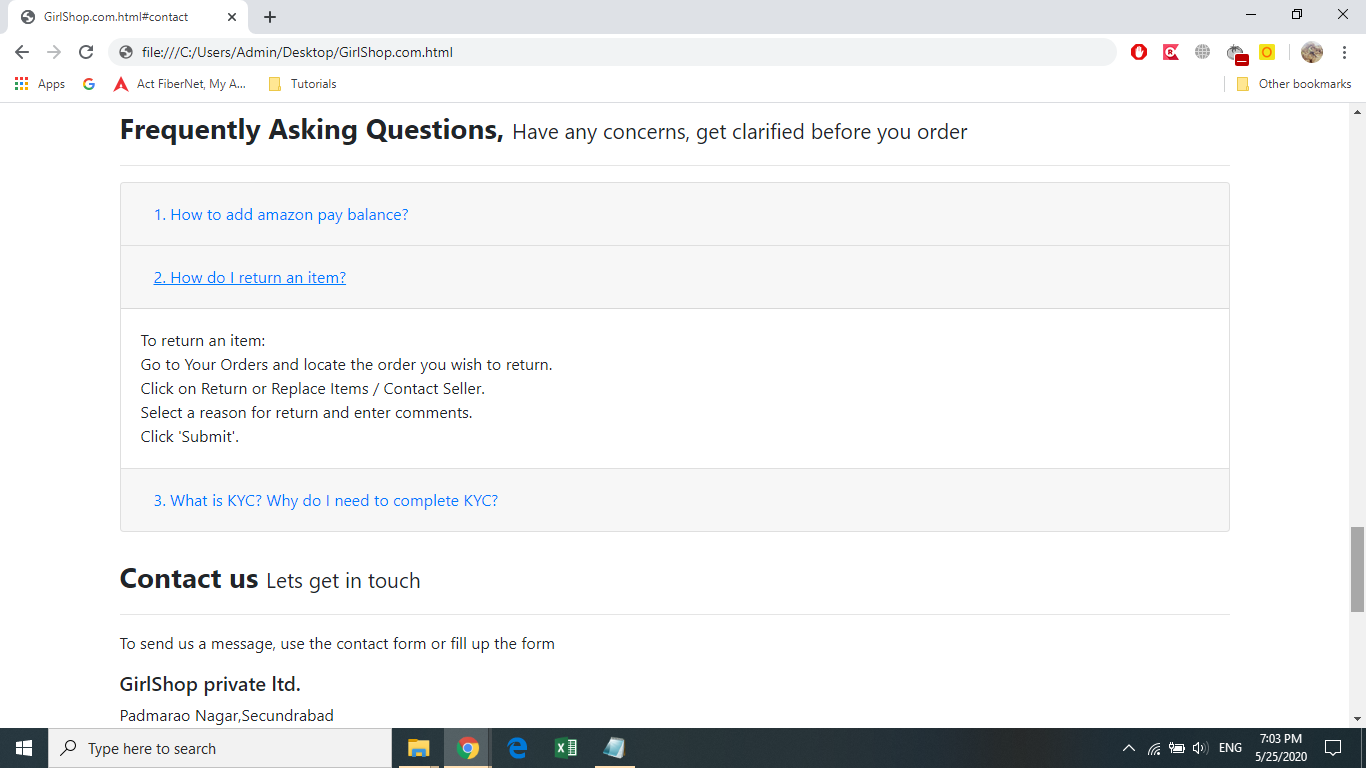 GirlShop.com.html#contact
file:///C:/Users/Admin/Desktop/GirlShop.com.html
Apps
Act FiberNet, My A...
Tutorials
Other bookmarks
Frequently Asking Questions, Have any concerns, get clarified before you order
1. How to add amazon pay balance?
2. How do I return an item?
To return an item:
Go to Your Orders and locate the order you wish to return.
Click on Return or Replace Items / Contact Seller.
Select a reason for return and enter comments.
Click 'Submit'.
3. What is KYC? Why do I need to complete KYC?
Contact us Lets get in touch
To send us a message, use the contact form or fill up the form
GirlShop private ltd.
Padmarao Nagar,Secundrabad
Type here to search
ENG
7:03 PM
5/25/2020